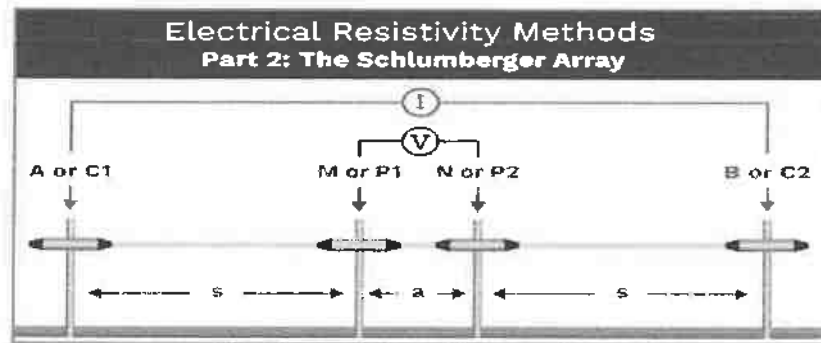 Electrical Resistivity Methods
Part 2: The Schlumberger Array
I
V
A or C1 M or P1 N or P2 B or C2
s a s